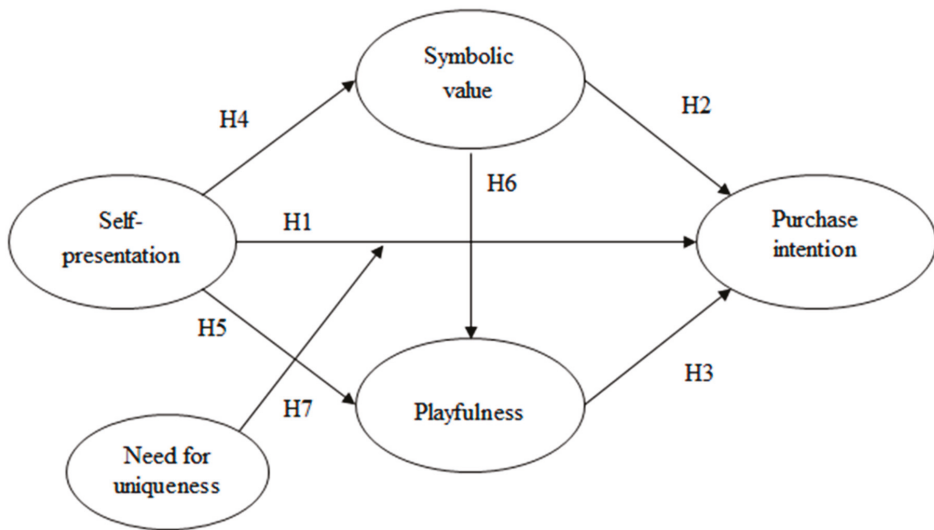 Symbolic
value
H4
H2
H6
Self-
presentation
H1
Purchase
intention
H5
H3
H7
Playfulness
Need for
uniqueness